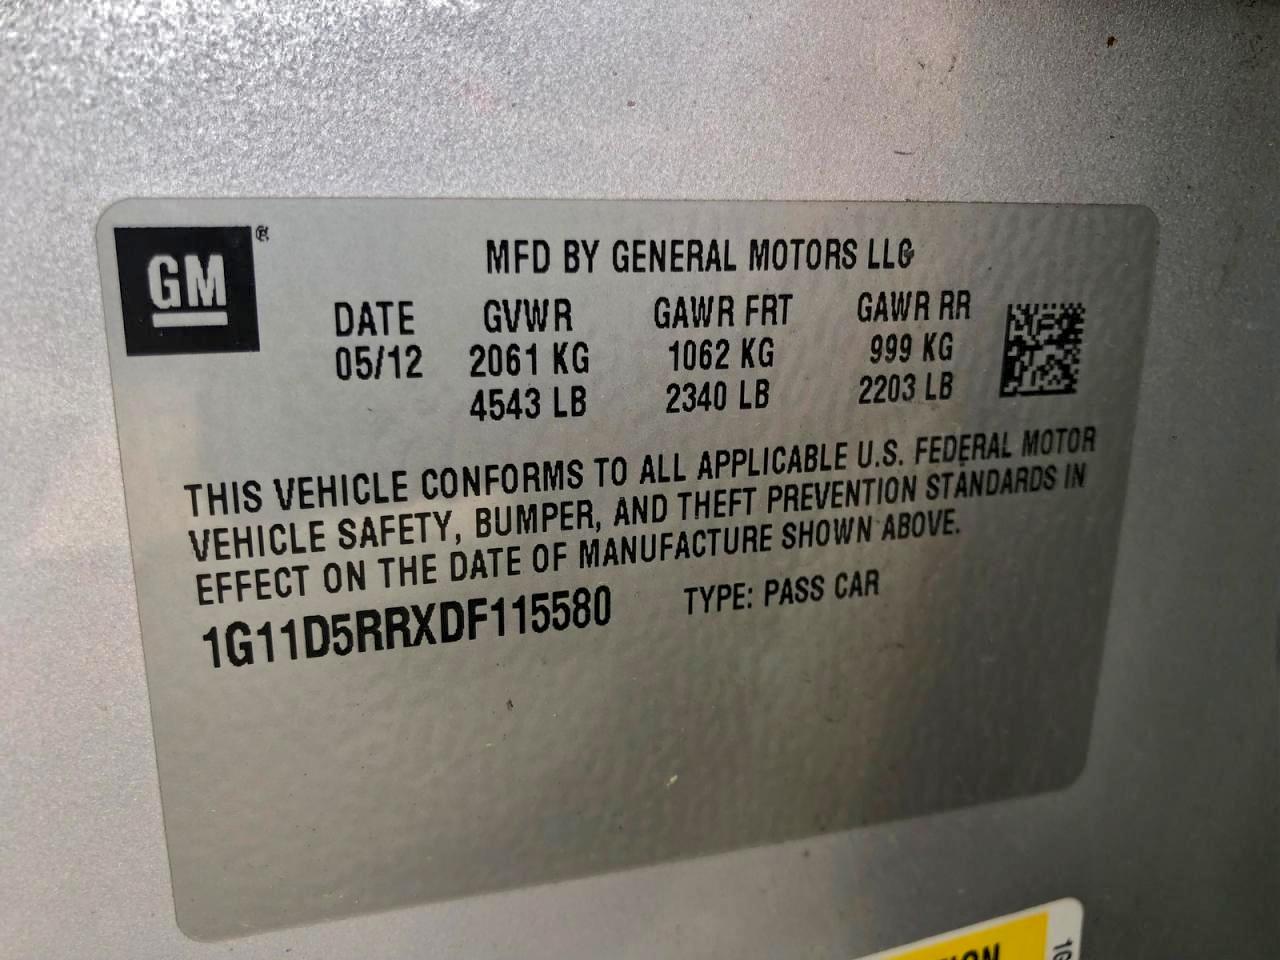 GM ®
MFD BY GENERAL MOTORS LLC
DATE GVWR GAWR FRT GAWR RR
05/12 2061 KG 1062 KG 999 KG
4543 LB 2340 LB 2203 LB
THIS VEHICLE CONFORMS TO ALL APPLICABLE U.S. FEDERAL MOTOR
VEHICLE SAFETY, BUMPER, AND THEFT PREVENTION STANDARDS IN
EFFECT ON THE DATE OF MANUFACTURE SHOWN ABOVE.
1G11D5RRXDF115580 TYPE: PASS CAR